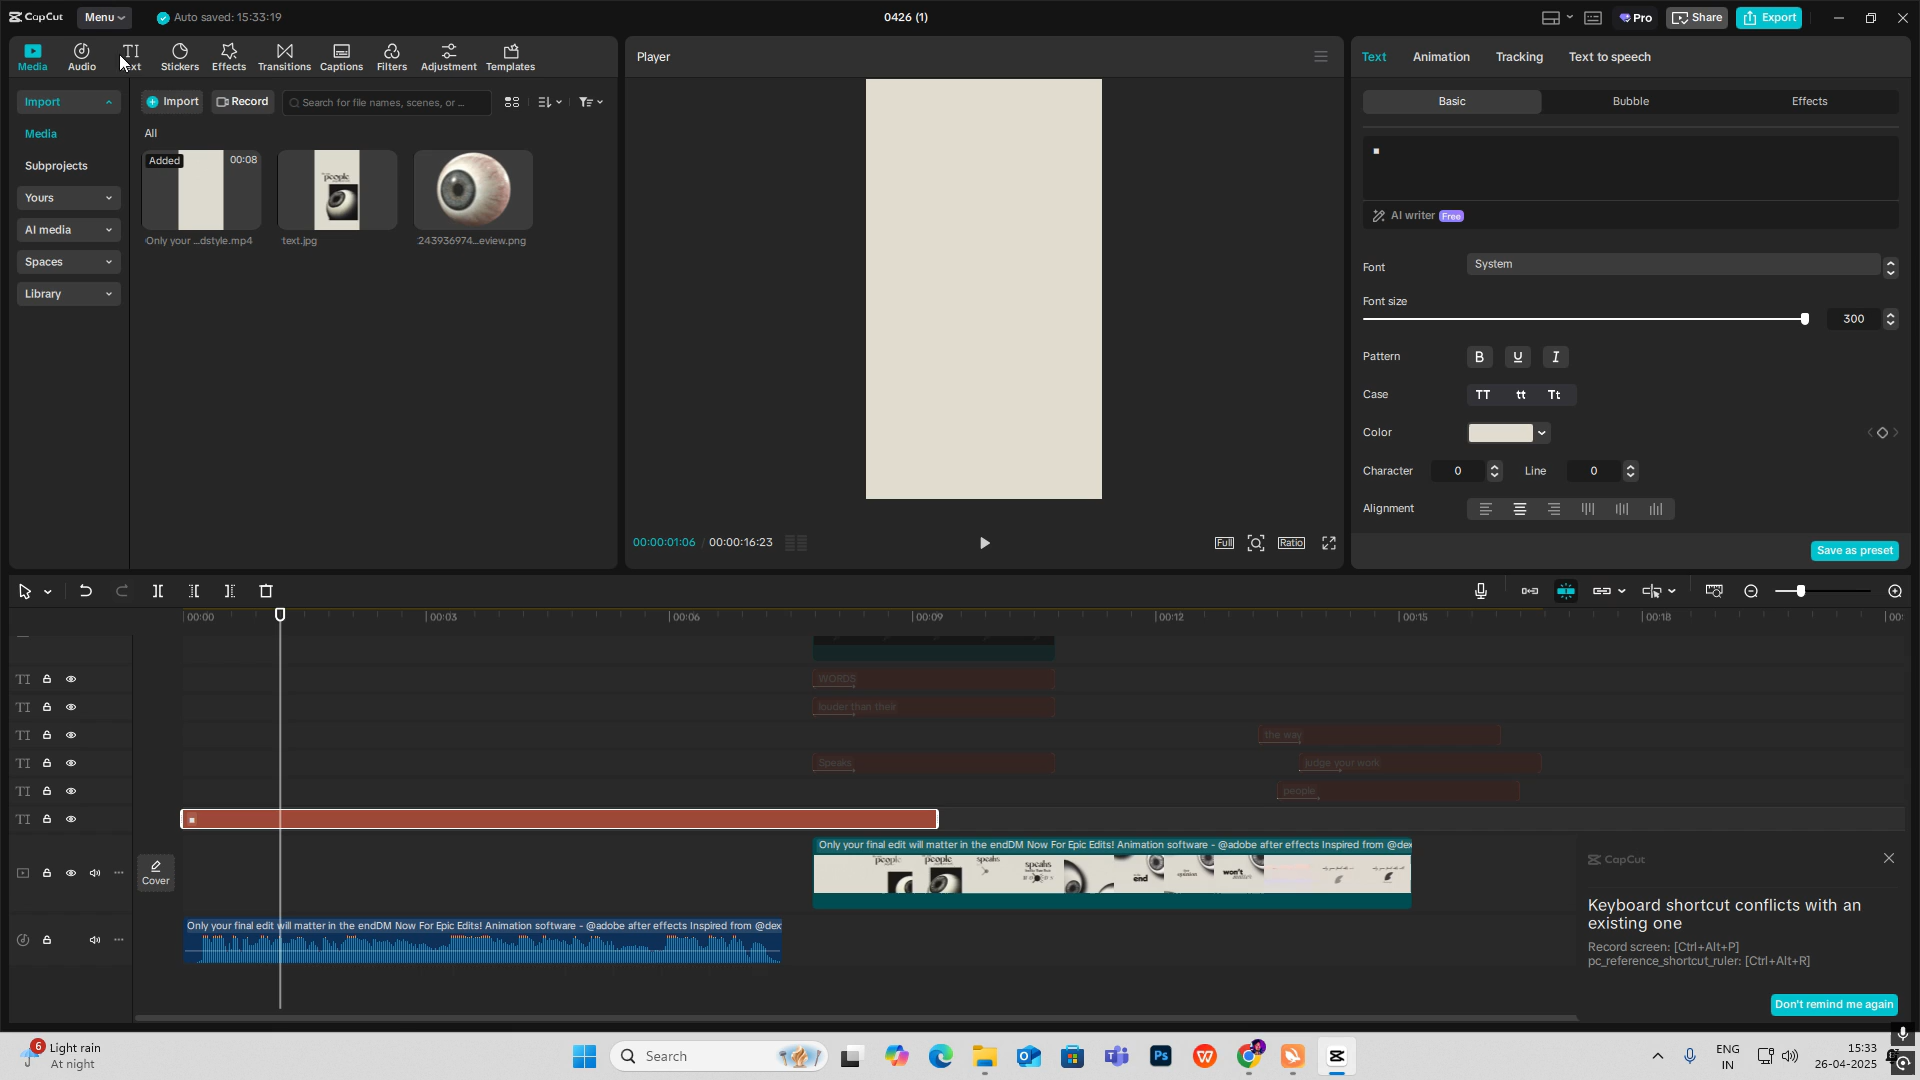 CapCut
Menu
Auto saved: 15:33:19
0426 (1)
Pro
Share
Export
Media
Audio
Stickers
Effects
Transitions
Captions
Filters
Adjustment
Templates
Import
Media
Subprojects
Yours
AI media
Spaces
Library
Import
Record
Search for file names, scenes, or ...
All
Added
00:08
Only your ...dstyle.mp4
text.jpg
243936974...eview.png
Player
00:00:01:06 / 00:00:16:23
Full
Ratio
Text
Animation
Tracking
Text to speech
Basic
Bubble
Effects
AI writer
Free
Font
System
Font size
300
Pattern
B U I
Case
TT tt Tt
Color
Character
0
Line
0
Alignment
Save as preset
00:00
00:03
00:06
00:09
00:12
00:15
00:18
WORDS
louder than their
the way
Speaks
judge your work
people
Cover
Only your final edit will matter in the endDM Now For Epic Edits! Animation software - @adobe after effects Inspired from @dex
Only your final edit will matter in the endDM Now For Epic Edits! Animation software - @adobe after effects Inspired from @dex
CapCut
Keyboard shortcut conflicts with an
existing one
Record screen: [Ctrl+Alt+P]
pc_reference_shortcut_ruler: [Ctrl+Alt+R]
Don't remind me again
6
Light rain
At night
Search
Ps
ENG
IN
15:33
26-04-2025